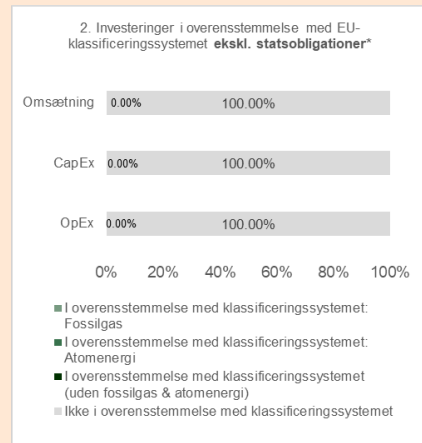 2. Investeringer i overensstemmelse med EU-
klassificeringssystemet ekskl. statsobligationer*
Omsætning 0.00% 100.00%
CapEx 0.00% 100.00%
OpEx 0.00% 100.00%
0% 20% 40% 60% 80% 100%
I overensstemmelse med klassificeringssystemet:
Fossilgas
I overensstemmelse med klassificeringssystemet:
Atomenergi
I overensstemmelse med klassificeringssystemet
(uden fossilgas & atomenergi)
Ikke i overensstemmelse med klassificeringssystemet